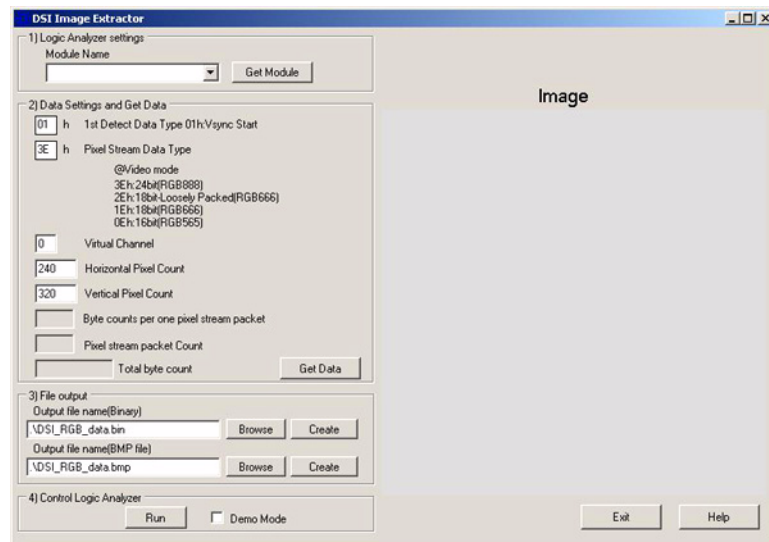 DSI Image Extractor
1) Logic Analyzer settings
Module Name
Get Module
2) Data Settings and Get Data
01 h 1st Detect Data Type 01h:Vsync Start
3E h Pixel Stream Data Type
@Video mode
3Eh:24bit(RGB888)
2Eh:18bit-Loosely Packed(RGB666)
1Eh:18bit(RGB666)
0Eh:16bit(RGB565)
0 Virtual Channel
240 Horizontal Pixel Count
320 Vertical Pixel Count
Byte counts per one pixel stream packet
Pixel stream packet Count
Total byte count Get Data
3) File output
Output file name(Binary)
.\DSI_RGB_data.bin Browse Create
Output file name(BMP file)
.\DSI_RGB_data.bmp Browse Create
4) Control Logic Analyzer
Run Demo Mode
Image
Exit Help